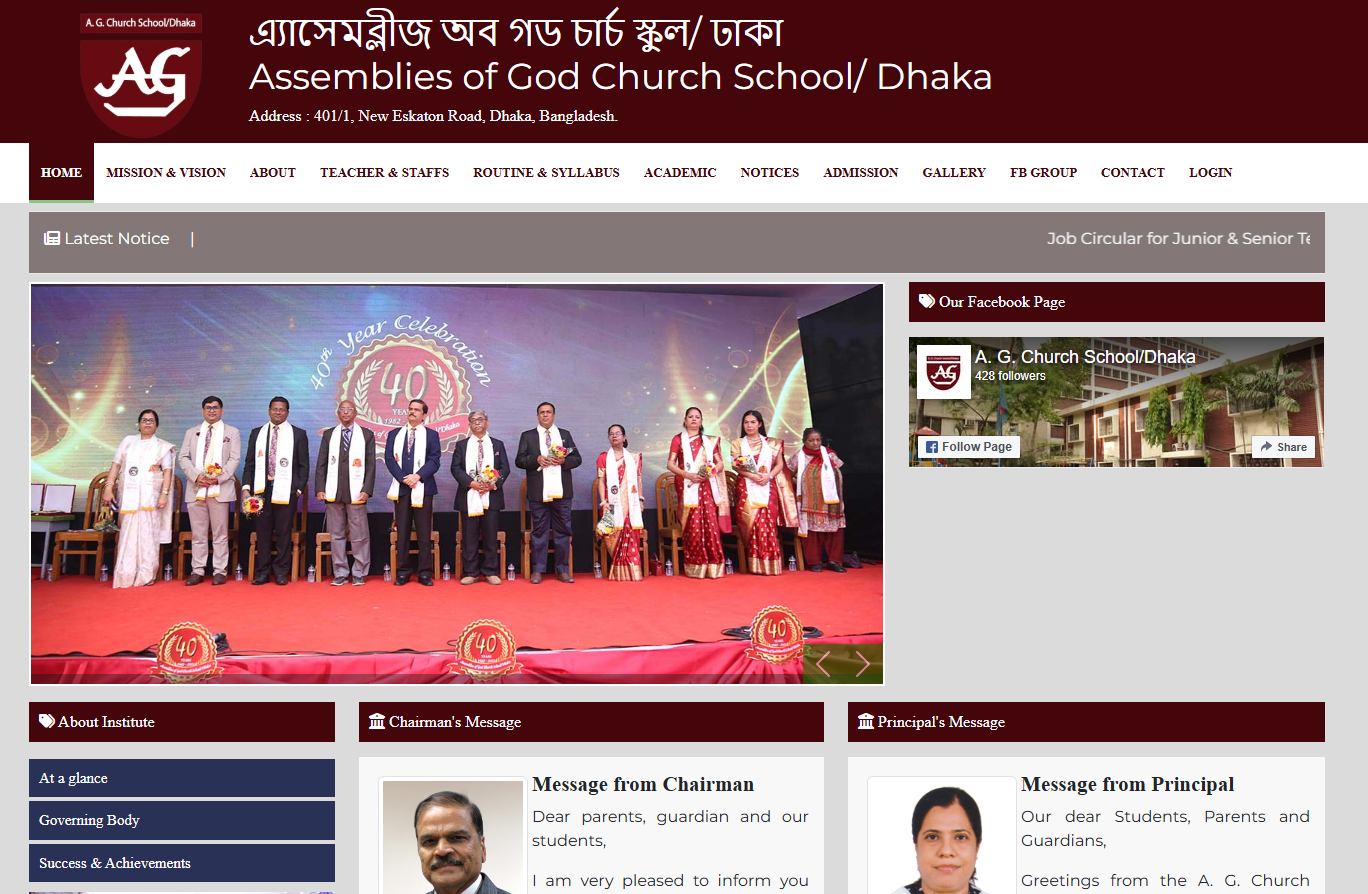 A. G. Church School/Dhaka
AG
এ্যাসেমব্লীজ অব গড চার্চ স্কুল/ ঢাকা
Assemblies of God Church School/ Dhaka
Address : 401/1, New Eskaton Road, Dhaka, Bangladesh.
HOME MISSION & VISION ABOUT TEACHER & STAFFS ROUTINE & SYLLABUS ACADEMIC NOTICES ADMISSION GALLERY FB GROUP CONTACT LOGIN
Latest Notice |
Job Circular for Junior & Senior
40th Year Celebration
40
YEARS
1982
40
40
40
Our Facebook Page
A. G. Church School/Dhaka
428 followers
AG
Follow Page
Share
About Institute
At a glance
Governing Body
Success & Achievements
Chairman's Message
Message from Chairman
Dear parents, guardian and our
students,
I am very pleased to inform you
Principal's Message
Message from Principal
Our dear Students, Parents and
Guardians,
Greetings from the A. G. Church